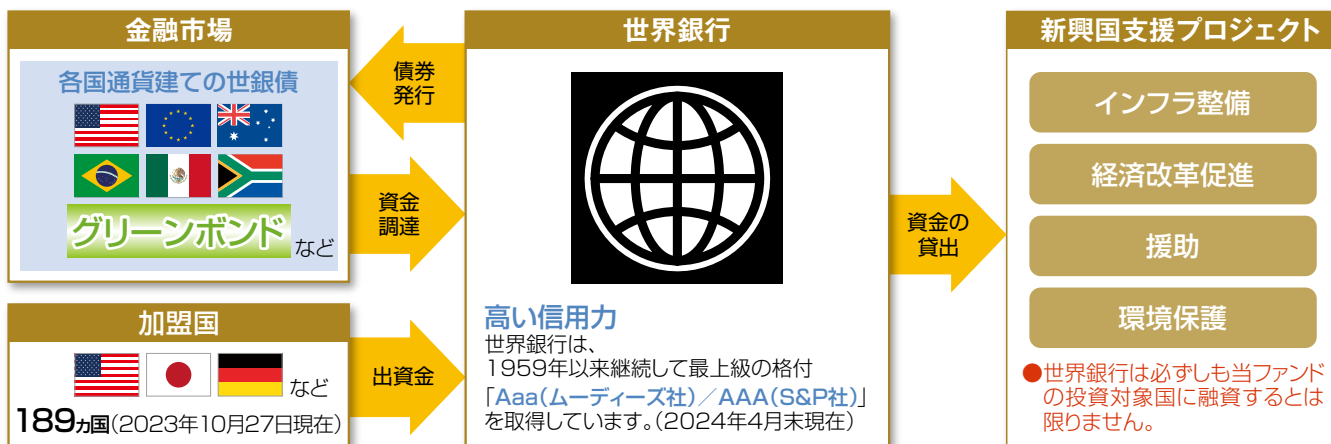 金融市場
各国通貨建ての世銀債
グリーンボンド など
債券
発行
資金
調達
加盟国
など
189ヵ国(2023年10月27日現在)
出資金
世界銀行
高い信用力
世界銀行は、
1959年以来継続して最上級の格付
「Aaa(ムーディーズ社)/AAA(S&P社)」
を取得しています。(2024年4月末現在)
資金の
貸出
新興国支援プロジェクト
インフラ整備
経済改革促進
援助
環境保護
●世界銀行は必ずしも当ファンド
の投資対象国に融資するとは
限りません。